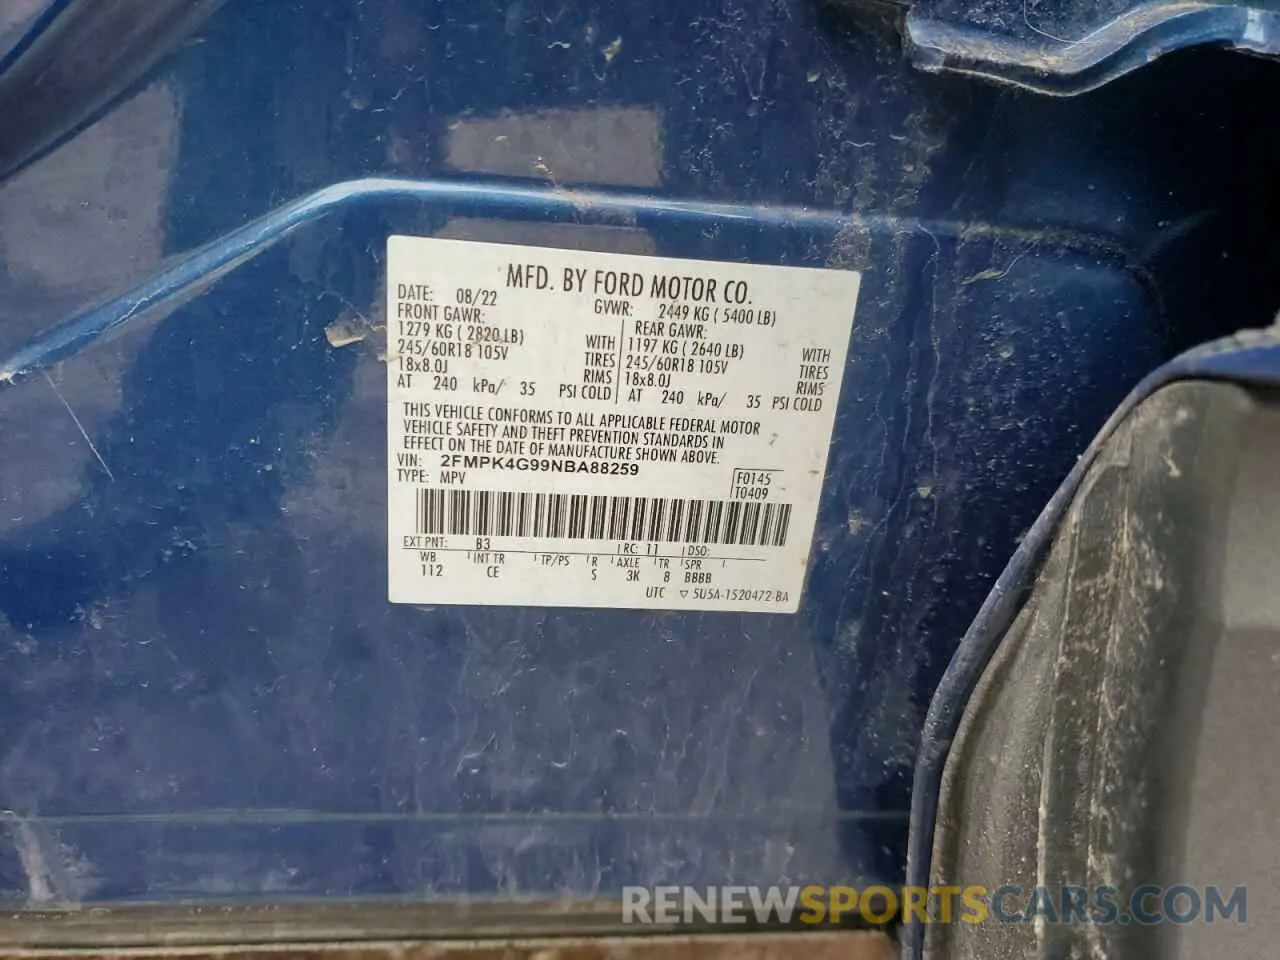 MFD. BY FORD MOTOR CO.
DATE: 08/22 GVWR: 2449 KG ( 5400 LB)
FRONT GAWR: REAR GAWR:
1279 KG ( 2820 LB) WITH 1197 KG ( 2640 LB) WITH
245/60R18 105V TIRES 245/60R18 105V TIRES
18x8.0J RIMS 18x8.0J RIMS
AT 240 kPa/ 35 PSI COLD AT 240 kPa/ 35 PSI COLD
THIS VEHICLE CONFORMS TO ALL APPLICABLE FEDERAL MOTOR
VEHICLE SAFETY AND THEFT PREVENTION STANDARDS IN
EFFECT ON THE DATE OF MANUFACTURE SHOWN ABOVE.
VIN: 2FMPK4G99NBA88259
TYPE: MPV
F0145
T0409
EXT PNT: B3 RC: 11 DSO:
WB INT TR TP/PS R AXLE TR SPR
112 CE S 3K 8 BBBB
UTC ▽ 5U5A-1520472-BA
RENEWSPORTSCARS.COM